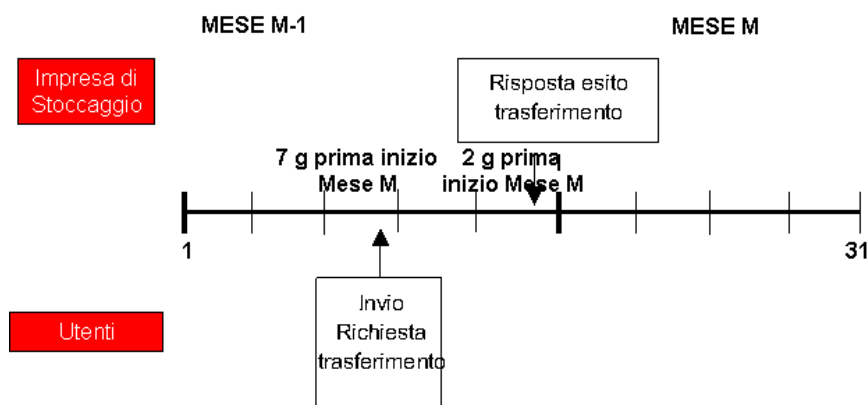 MESE M-1
MESE M
Impresa di
Stoccaggio
Risposta esito
trasferimento
7 g prima inizio
Mese M
2 g prima
inizio Mese M
1
31
Invio
Richiesta
trasferimento
Utenti